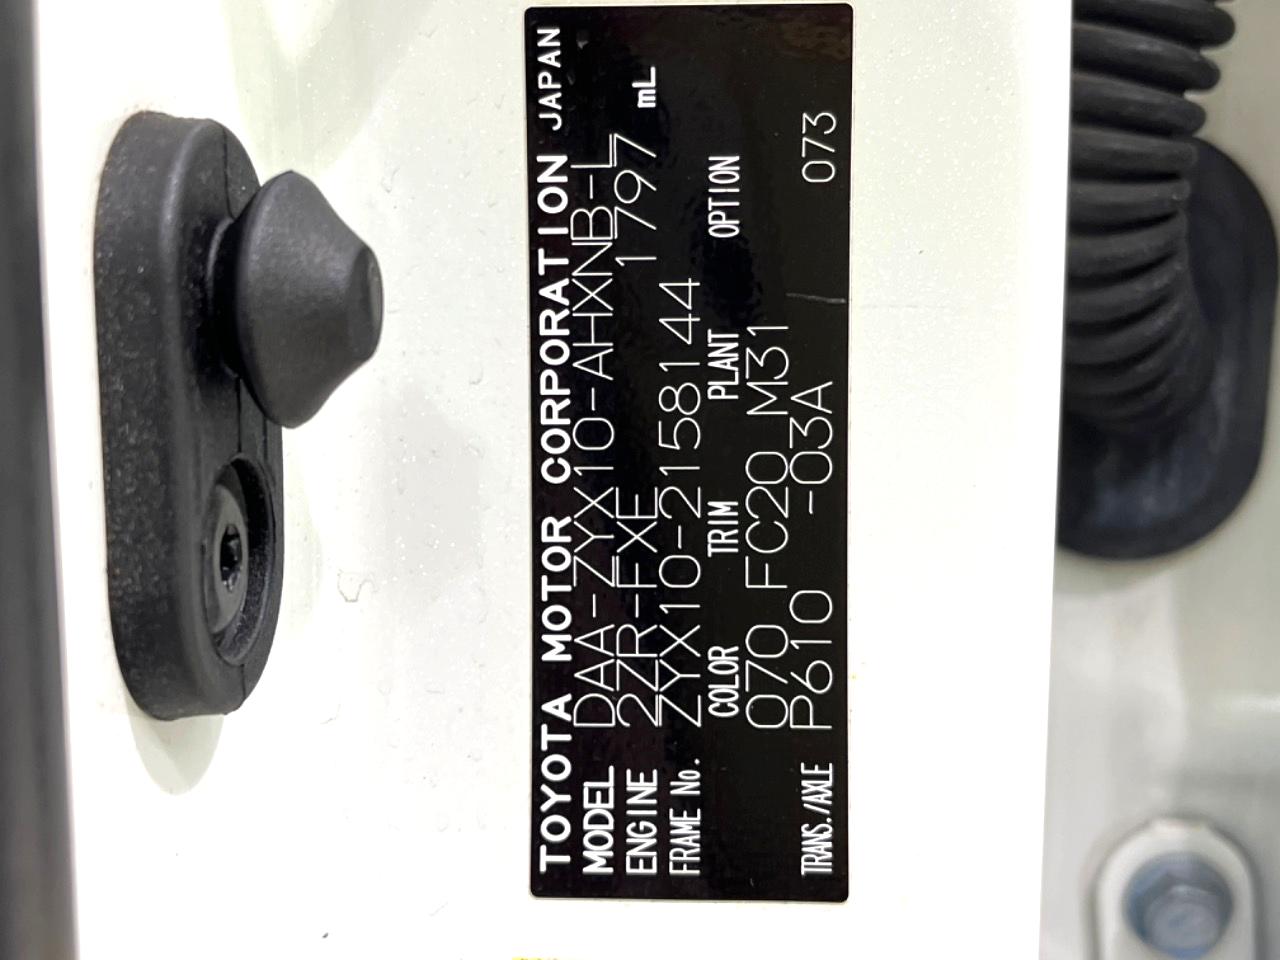 TOYOTA MOTOR CORPORATION JAPAN
MODEL DAA-ZYX10-AHXNB-L
ENGINE 2ZR-FXE 1797 mL
FRAME No. ZYX10-2158144
COLOR TRIM PLANT OPTION
070 FC20 M31
TRANS./AXLE P610 -03A 073